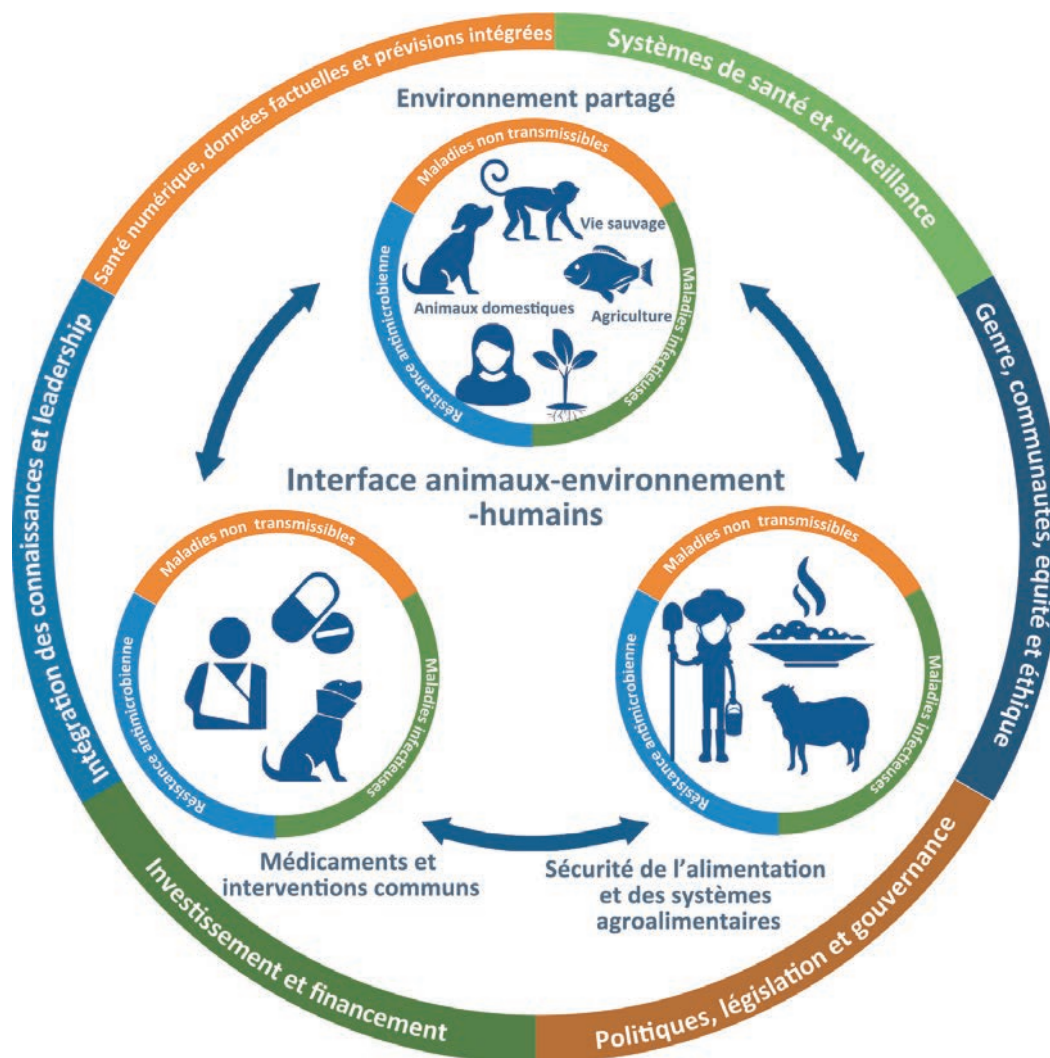 Santé numérique, données factuelles et prévisions intégrées
Systèmes de santé et surveillance
Genre, communautés, équité et éthique
Politiques, législation et gouvernance
Investissement et financement
Intégration des connaissances et leadership
Environnement partagé
Maladies non transmissibles
Maladies infectieuses
Résistance antimicrobienne
Vie sauvage
Animaux domestiques
Agriculture
Interface animaux-environnement
-humains
Maladies non transmissibles
Maladies infectieuses
Résistance antimicrobienne
Médicaments et
interventions communs
Maladies non transmissibles
Maladies infectieuses
Résistance antimicrobienne
Sécurité de l’alimentation
et des systèmes
agroalimentaires